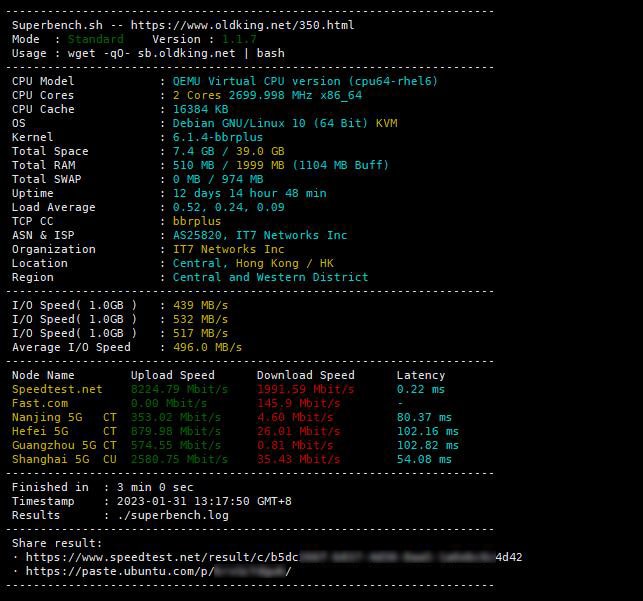 Superbench.sh -- https://www.oldking.net/350.html
Mode : Standard Version : 1.1.7
Usage : wget -qO- sb.oldking.net | bash
CPU Model : QEMU Virtual CPU version (cpu64-rhel6)
CPU Cores : 2 Cores 2699.998 MHz x86_64
CPU Cache : 16384 KB
OS : Debian GNU/Linux 10 (64 Bit) KVM
Kernel : 6.1.4-bbrplus
Total Space : 7.4 GB / 39.0 GB
Total RAM : 510 MB / 1999 MB (1104 MB Buff)
Total SWAP : 0 MB / 974 MB
Uptime : 12 days 14 hour 48 min
Load Average : 0.52, 0.24, 0.09
TCP CC : bbrplus
ASN & ISP : AS25820, IT7 Networks Inc
Organization : IT7 Networks Inc
Location : Central, Hong Kong / HK
Region : Central and Western District
I/O Speed( 1.0GB ) : 439 MB/s
I/O Speed( 1.0GB ) : 532 MB/s
I/O Speed( 1.0GB ) : 517 MB/s
Average I/O Speed : 496.0 MB/s
Node Name Upload Speed Download Speed Latency
Speedtest.net 8224.79 Mbit/s 1991.59 Mbit/s 0.22 ms
Fast.com 0.00 Mbit/s 145.9 Mbit/s -
Nanjing 5G CT 353.02 Mbit/s 4.60 Mbit/s 80.37 ms
Hefei 5G CT 879.98 Mbit/s 26.01 Mbit/s 102.16 ms
Guangzhou 5G CT 574.55 Mbit/s 0.81 Mbit/s 102.82 ms
Shanghai 5G CU 2580.75 Mbit/s 35.43 Mbit/s 54.08 ms
Finished in : 3 min 0 sec
Timestamp : 2023-01-31 13:17:50 GMT+8
Results : ./superbench.log
Share result:
· https://www.speedtest.net/result/c/b5dc 4d42
· https://paste.ubuntu.com/p/ /